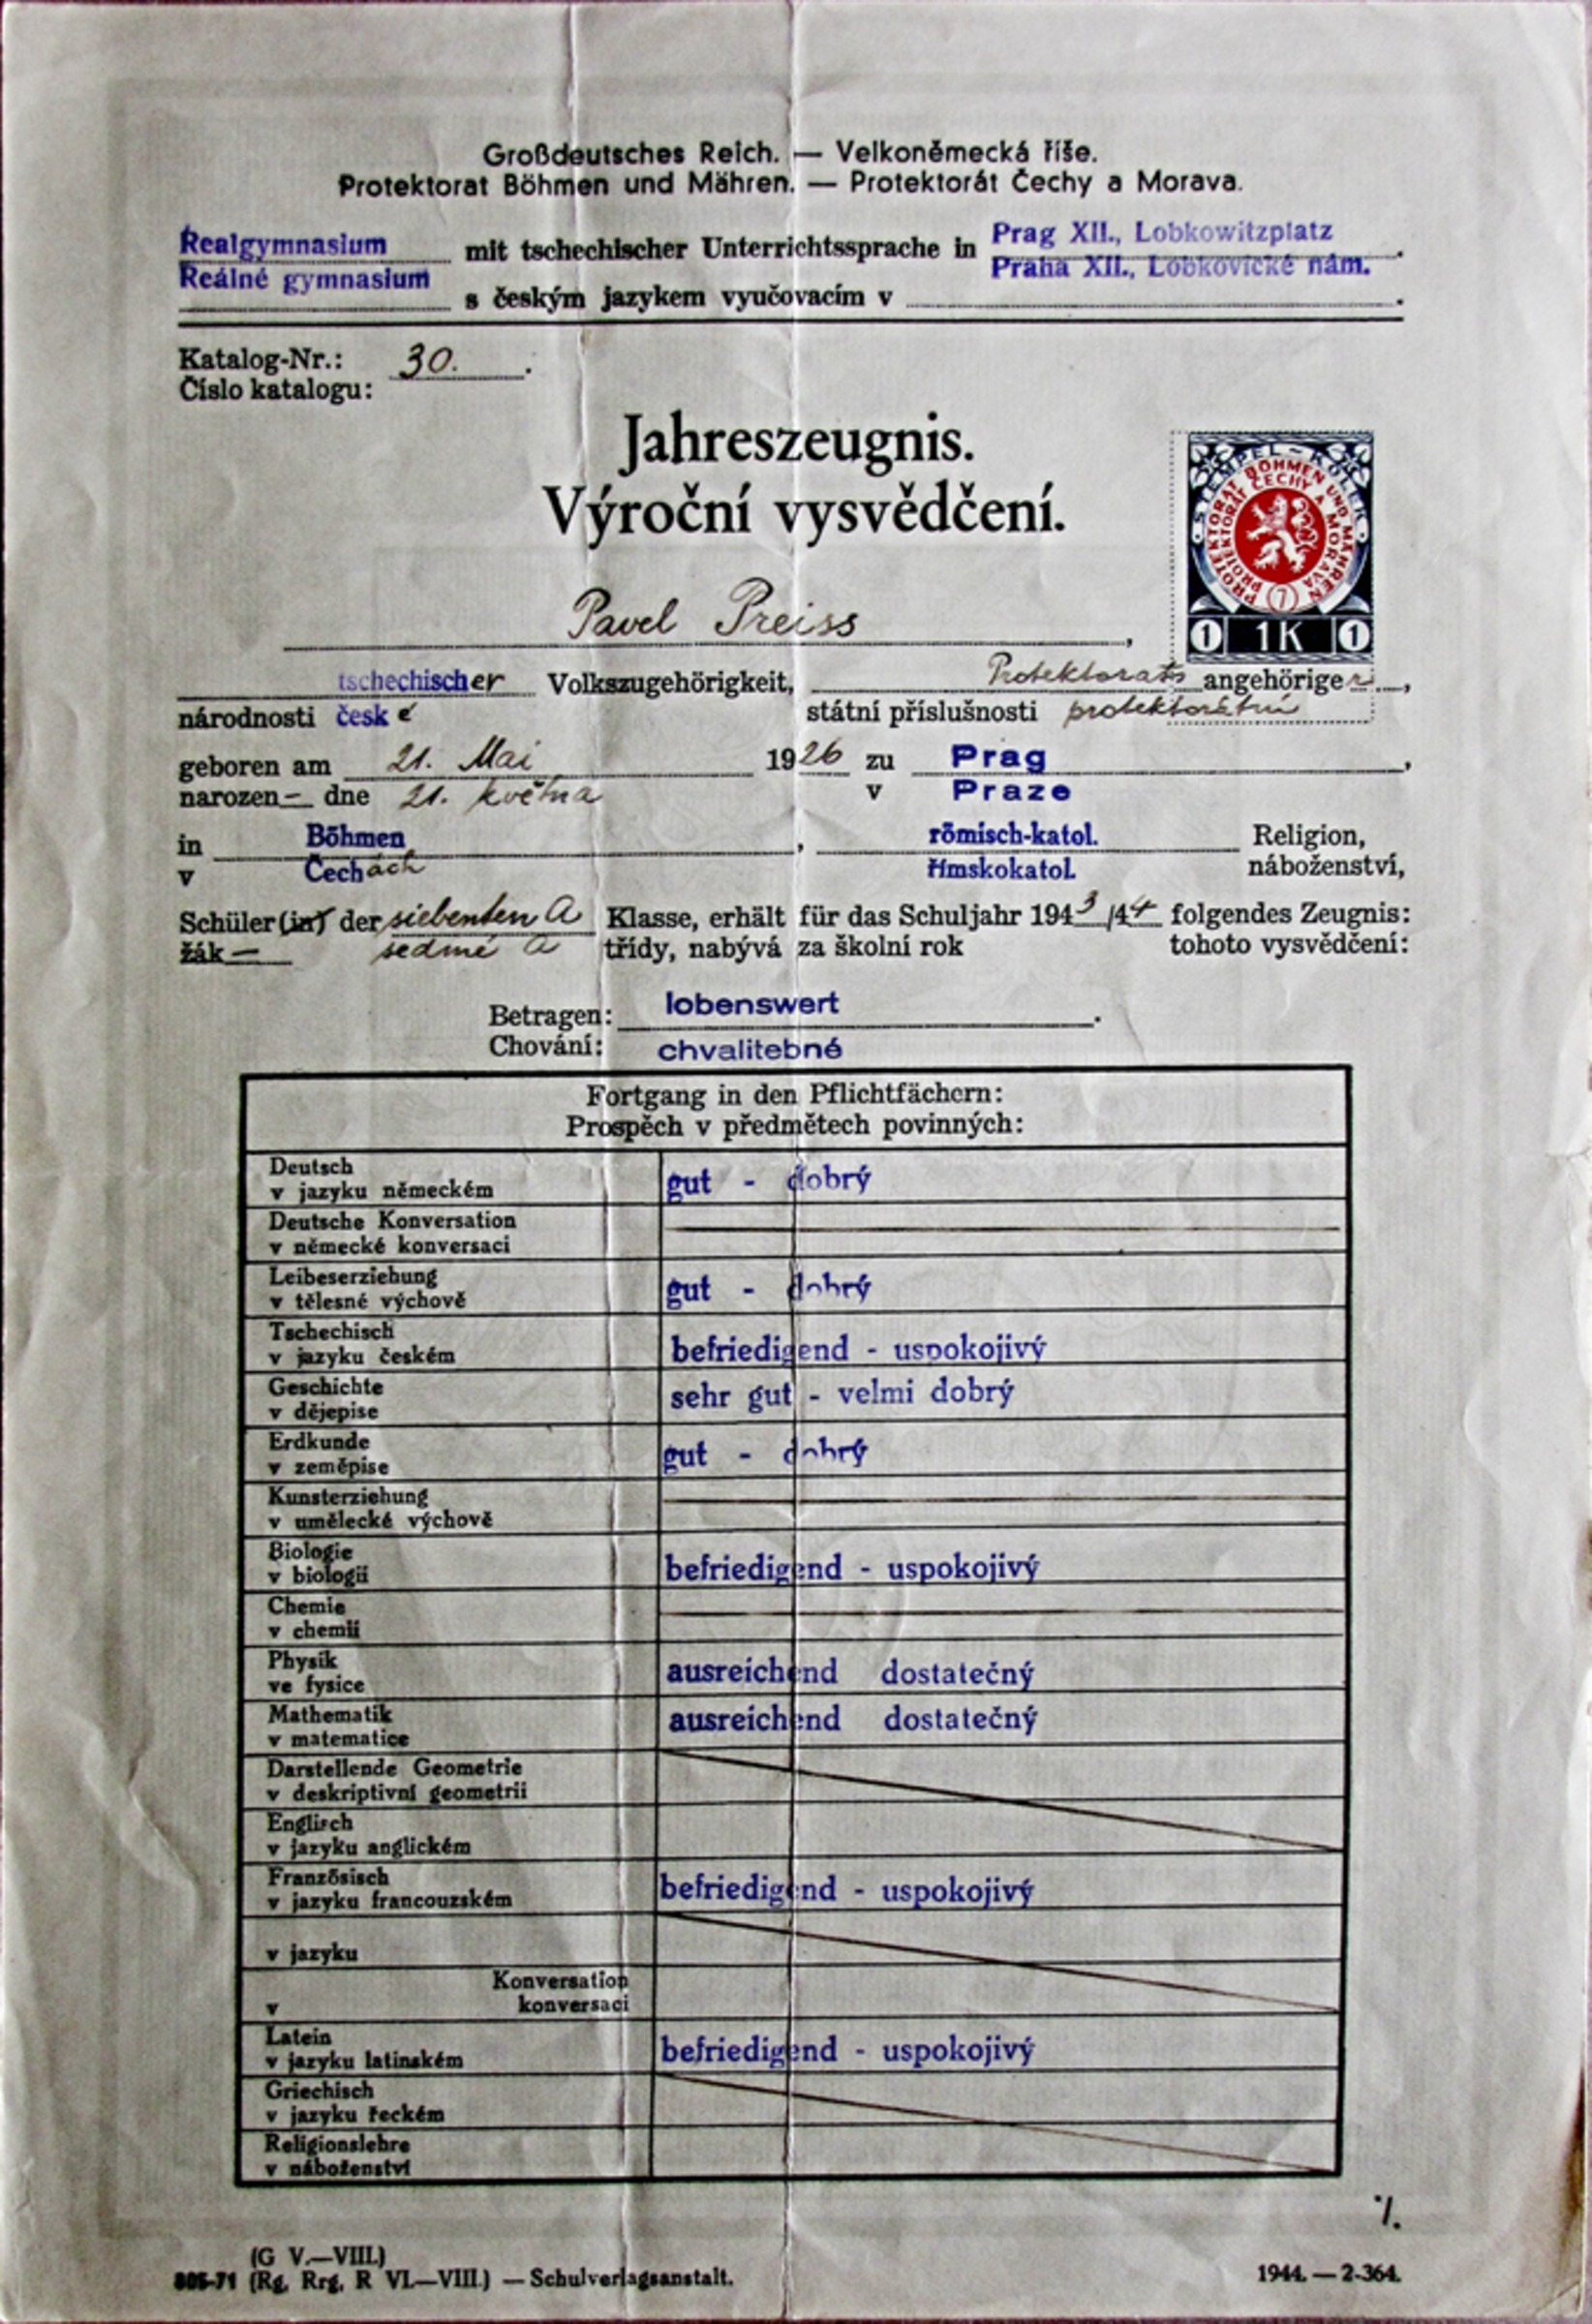 Großdeutsches Reich. — Velkoněmecká říše.
Protektorat Böhmen und Mähren. — Protektorát Čechy a Morava.
Realgymnasium mit tschechischer Unterrichtssprache in Prag XII., Lobkowitzplatz.
Reálné gymnasium s českým jazykem vyučovacím v Praha XII., Lobkovické nám.
Katalog-Nr.: 30.
Číslo katalogu:
Jahreszeugnis.
Výroční vysvědčení.
STEMPEL - KOLEK
PROTEKTORAT BÖHMEN UND MÄHREN
PROTEKTORÁT ČECHY A MORAVA
(7)
1 1K 1
Pavel Preiss,
tschechischer Volkszugehörigkeit, Protektorats angehöriger,
národnosti české státní příslušnosti protektorátní
geboren am 21. Mai 1926 zu Prag,
narozen – dne 21. května v Praze
in Böhmen, römisch-katol. Religion,
v Čechách římskokatol. náboženství,
Schüler(in) der siebenten A Klasse, erhält für das Schuljahr 1943/44 folgendes Zeugnis:
žák — sedmé A třídy, nabývá za školní rok tohoto vysvědčení:
Betragen: lobenswert.
Chování: chvalitebné
Fortgang in den Pflichtfächern:
Prospěch v předmětech povinných:
Deutsch
v jazyku německém gut - dobrý
Deutsche Konversation
v německé konversaci
Leibeserziehung
v tělesné výchově gut - dobrý
Tschechisch
v jazyku českém befriedigend - uspokojivý
Geschichte
v dějepise sehr gut - velmi dobrý
Erdkunde
v zeměpise gut - dobrý
Kunsterziehung
v umělecké výchově
Biologie
v biologii befriedigend - uspokojivý
Chemie
v chemii
Physik
ve fysice ausreichend dostatečný
Mathematik
v matematice ausreichend dostatečný
Darstellende Geometrie
v deskriptivní geometrii
Englisch
v jazyku anglickém
Französisch
v jazyku francouzském befriedigend - uspokojivý
v jazyku
Konversation
v konversaci
Latein
v jazyku latinském befriedigend - uspokojivý
Griechisch
v jazyku řeckém
Religionslehre
v náboženství
·/.
(G V.—VIII.)
805-71 (Rg, Rrg, R VI.—VIII.) — Schulverlagsanstalt. 1944. — 2-364.